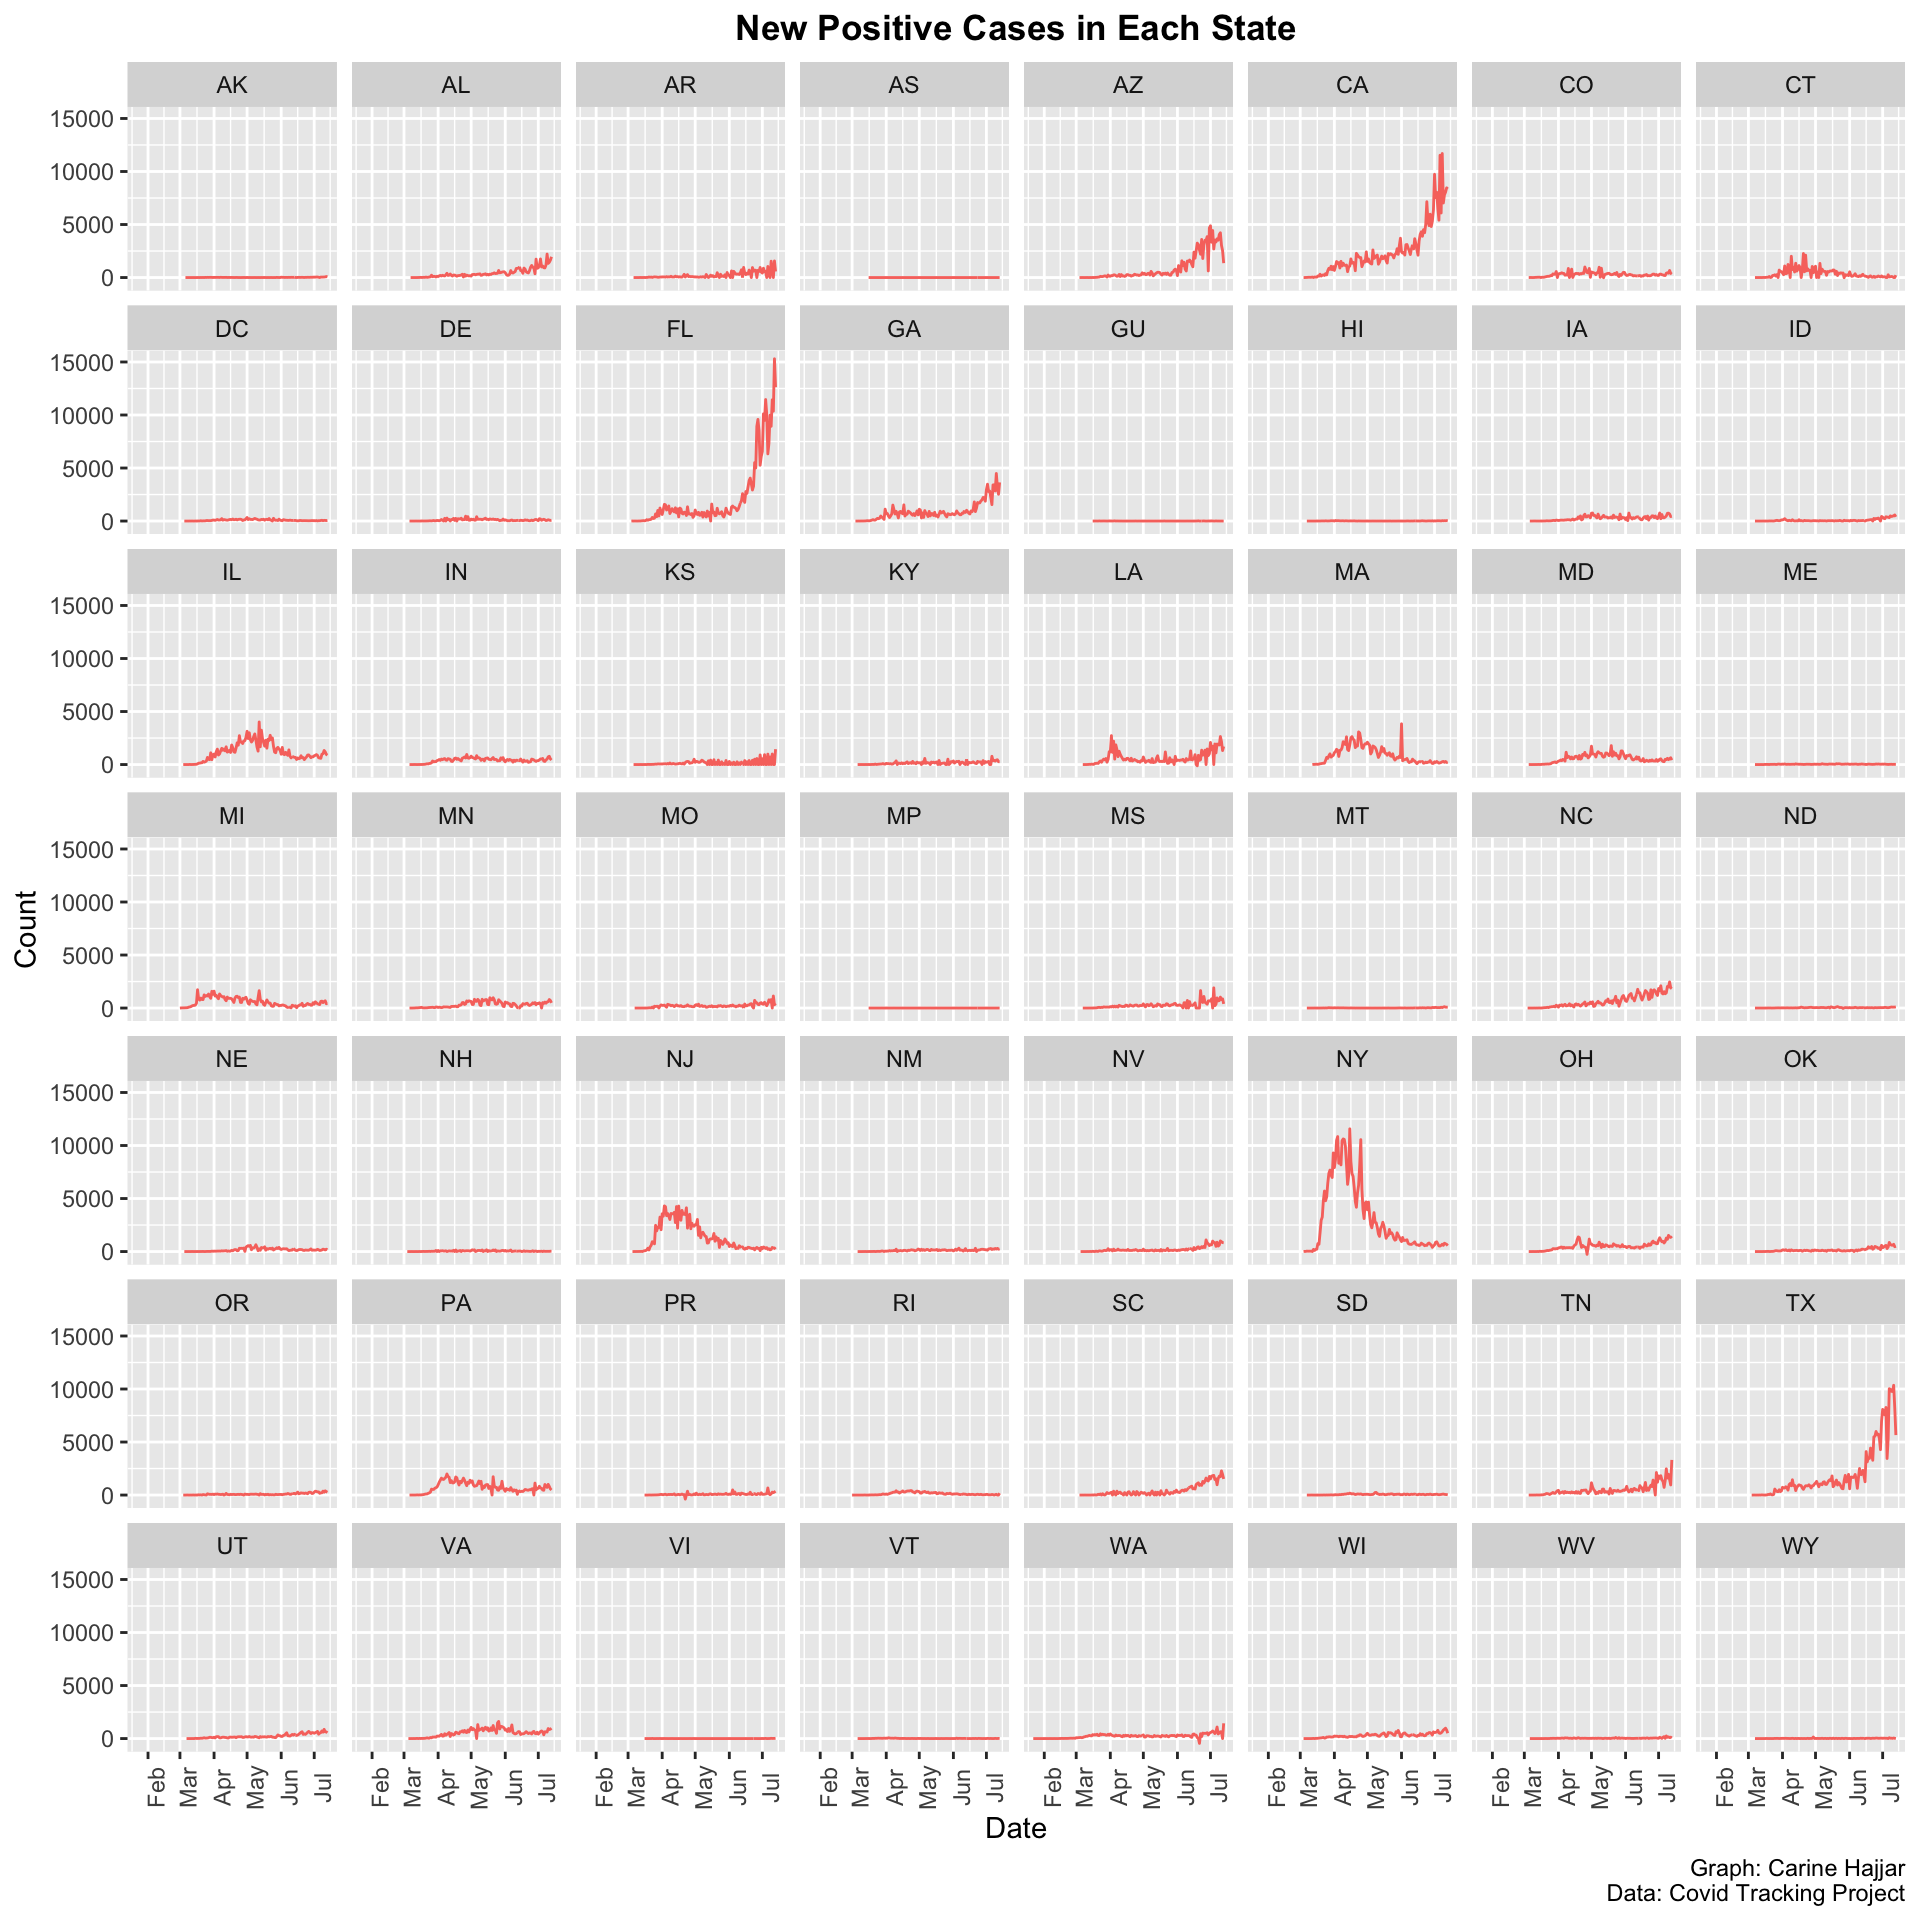 New Positive Cases in Each State
AK AL AR AS AZ CA CO CT
15000
10000
5000
0
DC DE FL GA GU HI IA ID
15000
10000
5000
0
IL IN KS KY LA MA MD ME
15000
10000
5000
0
MI MN MO MP MS MT NC ND
15000
10000
5000
0
Count
NE NH NJ NM NV NY OH OK
15000
10000
5000
0
OR PA PR RI SC SD TN TX
15000
10000
5000
0
UT VA VI VT WA WI WV WY
15000
10000
5000
0
Feb Mar Apr May Jun Jul Feb Mar Apr May Jun Jul Feb Mar Apr May Jun Jul Feb Mar Apr May Jun Jul Feb Mar Apr May Jun Jul Feb Mar Apr May Jun Jul Feb Mar Apr May Jun Jul Feb Mar Apr May Jun Jul
Date
Graph: Carine Hajjar
Data: Covid Tracking Project